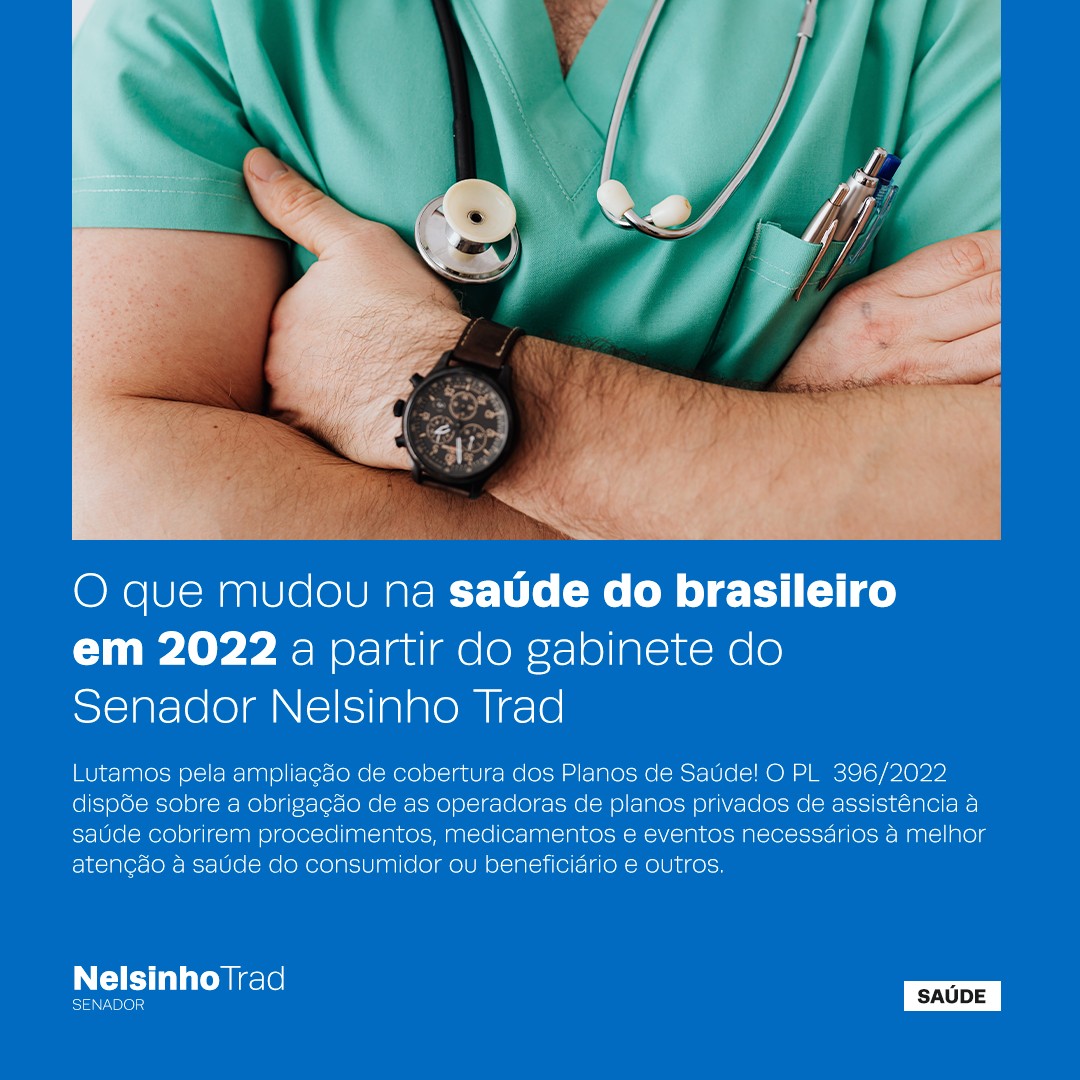 O que mudou na saúde do brasileiro
em 2022 a partir do gabinete do
Senador Nelsinho Trad
Lutamos pela ampliação de cobertura dos Planos de Saúde! O PL  396/2022
dispõe sobre a obrigação de as operadoras de planos privados de assistência à
saúde cobrirem procedimentos, medicamentos e eventos necessários à melhor
atenção à saúde do consumidor ou beneficiário e outros.
NelsinhoTrad
SENADOR
SAÚDE